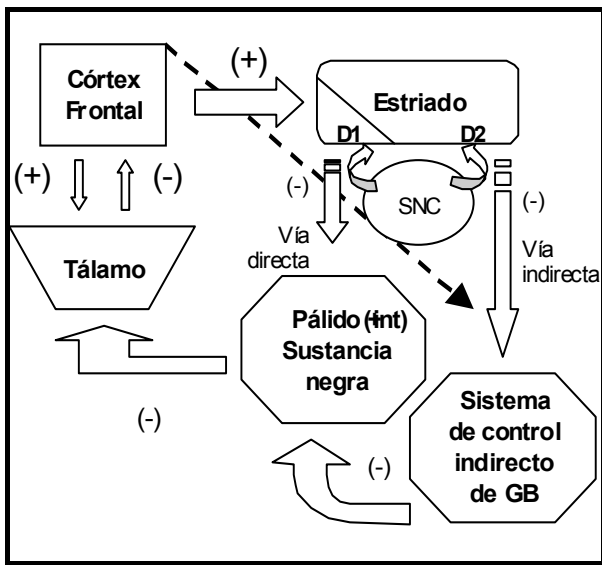 Córtex
Frontal
(+)
Estriado
D1
D2
(+)
(-)
(-)
SNC
(-)
Vía
directa
Vía
indirecta
Tálamo
Pálido (int)
Sustancia
negra
(+)
(-)
(-)
Sistema
de control
indirecto
de GB